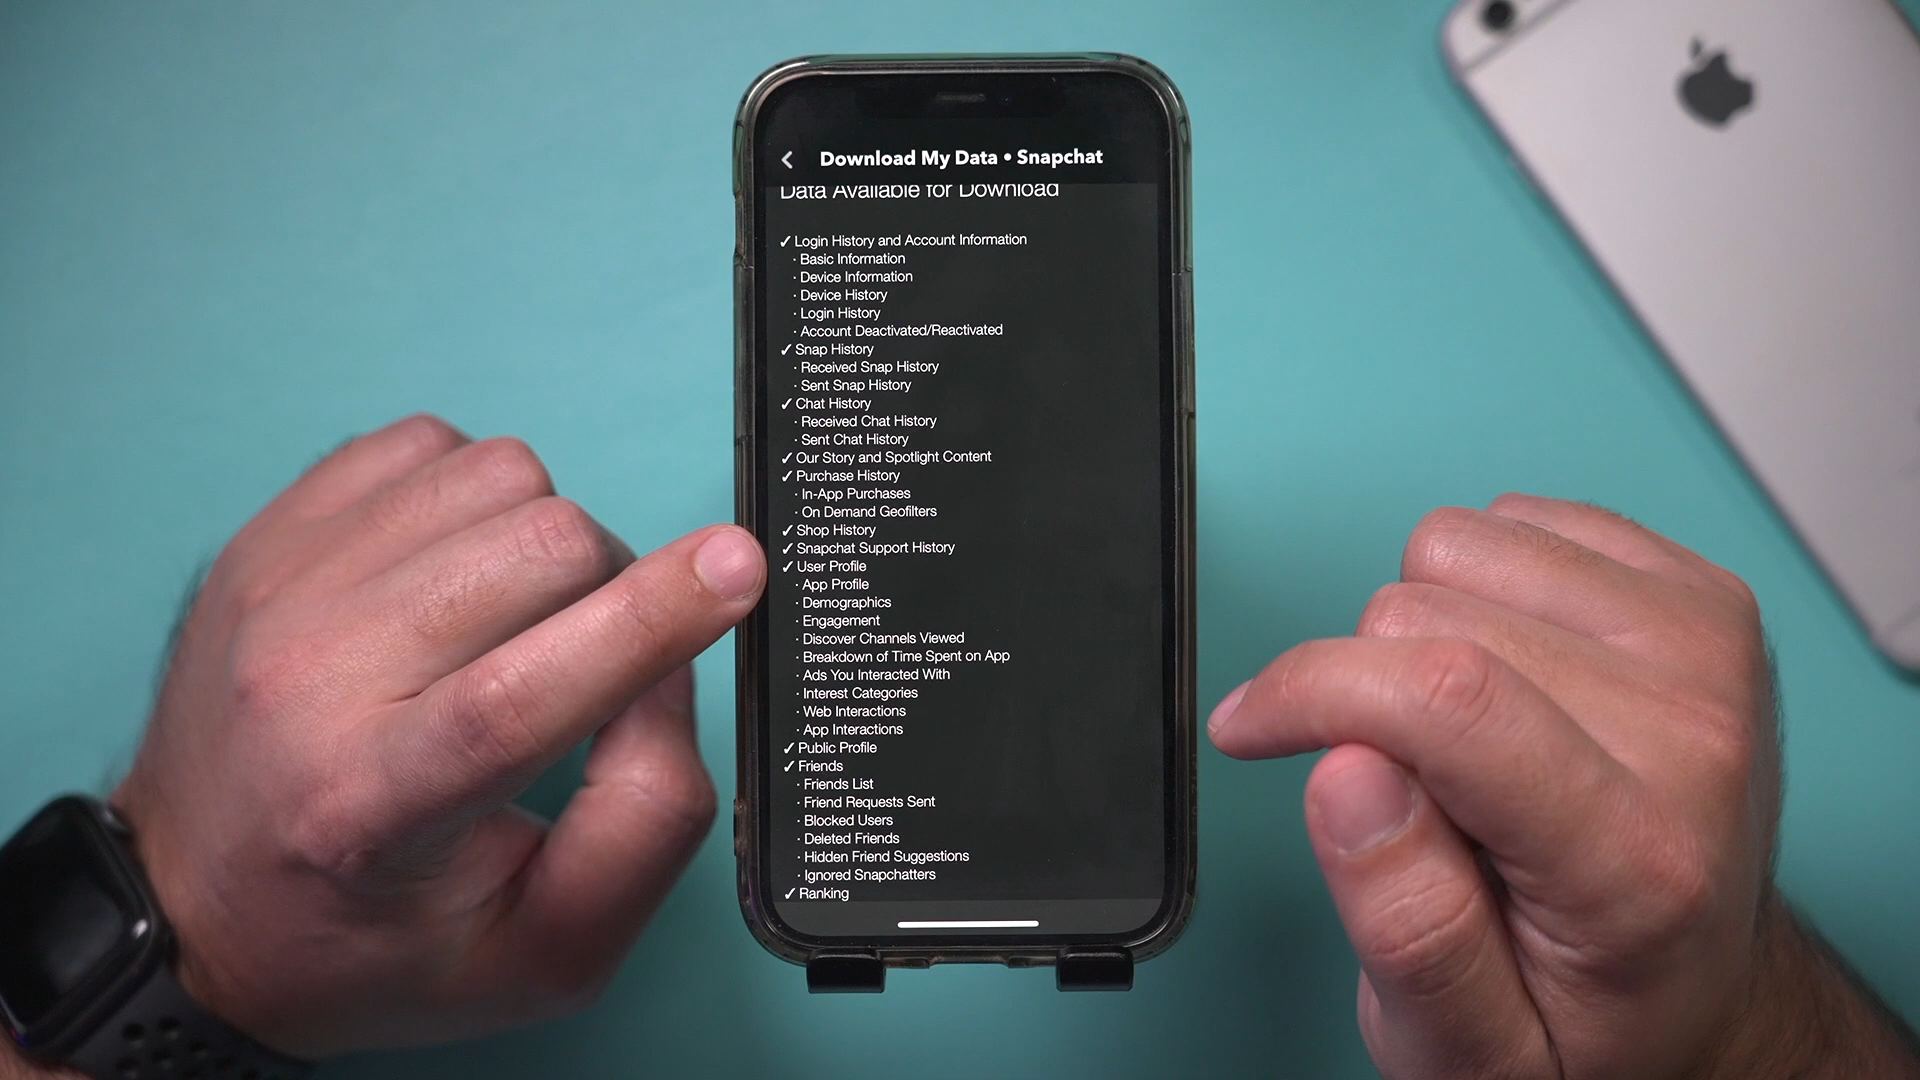 Download My Data • Snapchat
Data Available for Download
✓ Login History and Account Information
· Basic Information
· Device Information
· Device History
· Login History
· Account Deactivated/Reactivated
✓ Snap History
· Received Snap History
· Sent Snap History
✓ Chat History
· Received Chat History
· Sent Chat History
✓ Our Story and Spotlight Content
✓ Purchase History
· In-App Purchases
· On Demand Geofilters
✓ Shop History
✓ Snapchat Support History
✓ User Profile
· App Profile
· Demographics
· Engagement
· Discover Channels Viewed
· Breakdown of Time Spent on App
· Ads You Interacted With
· Interest Categories
· Web Interactions
· App Interactions
✓ Public Profile
✓ Friends
· Friends List
· Friend Requests Sent
· Blocked Users
· Deleted Friends
· Hidden Friend Suggestions
· Ignored Snapchatters
✓ Ranking